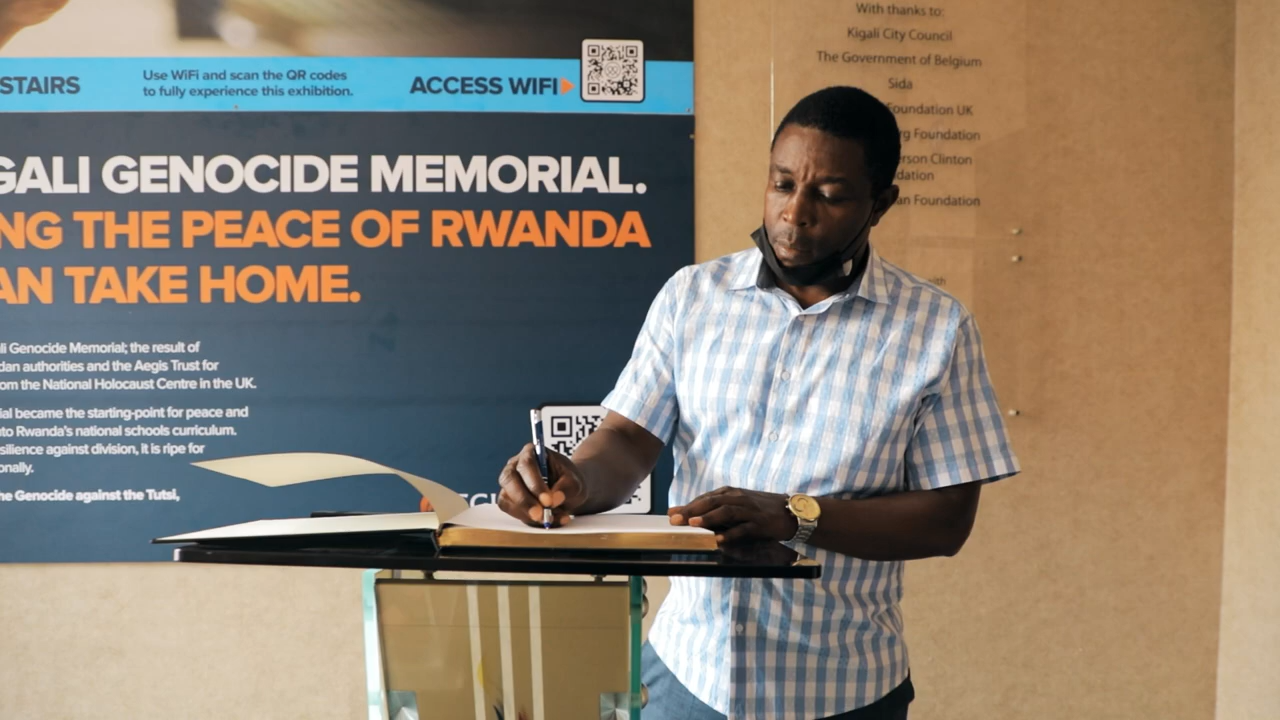 STAIRS
Use WiFi and scan the QR codes
to fully experience this exhibition.
ACCESS WIFI
GALI GENOCIDE MEMORIAL.
NG THE PEACE OF RWANDA
AN TAKE HOME.
li Genocide Memorial; the result of
dan authorities and the Aegis Trust for
om the National Holocaust Centre in the UK.
ial became the starting-point for peace and
nto Rwanda's national schools curriculum.
silience against division, it is ripe for
onally.
he Genocide against the Tutsi,
With thanks to:
Kigali City Council
The Government of Belgium
Sida
Foundation UK
rg Foundation
erson Clinton
dation
an Foundation